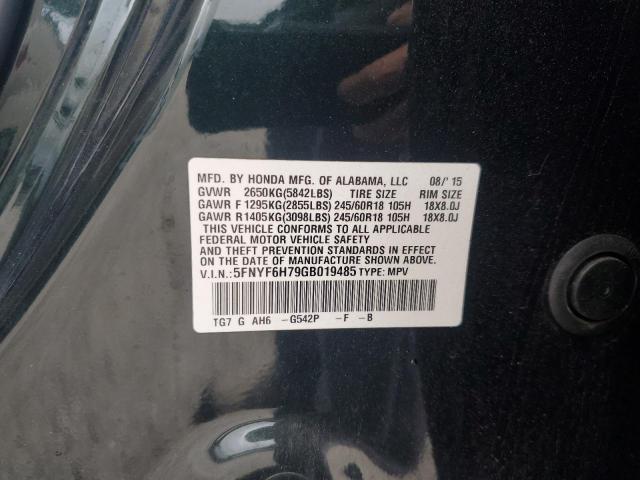 MFD. BY HONDA MFG. OF ALABAMA, LLC 08/'15
GVWR 2650KG(5842LBS) TIRE SIZE RIM SIZE
GAWR F 1295KG(2855LBS) 245/60R18 105H 18X8.0J
GAWR R1405KG(3098LBS) 245/60R18 105H 18X8.0J
THIS VEHICLE CONFORMS TO ALL APPLICABLE
FEDERAL MOTOR VEHICLE SAFETY
AND THEFT PREVENTION STANDARDS IN EFFECT
ON THE DATE OF MANUFACTURE SHOWN ABOVE.
V.I.N.:5FNYF6H79GB019485 TYPE: MPV
TG7 G AH6 -G542P -F -B